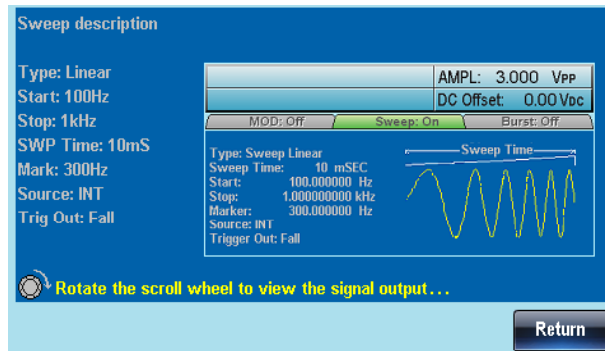 Sweep description
Type: Linear
Start: 100Hz
Stop: 1kHz
SWP Time: 10mS
Mark: 300Hz
Source: INT
Trig Out: Fall
AMPL: 3.000 VPP
DC Offset: 0.00 VDC
MOD: Off Sweep: On Burst: Off
Type: Sweep Linear
Sweep Time: 10 mSEC
Start: 100.000000 Hz
Stop: 1.000000000 kHz
Marker: 300.000000 Hz
Source: INT
Trigger Out: Fall
Sweep Time
Rotate the scroll wheel to view the signal output...
Return